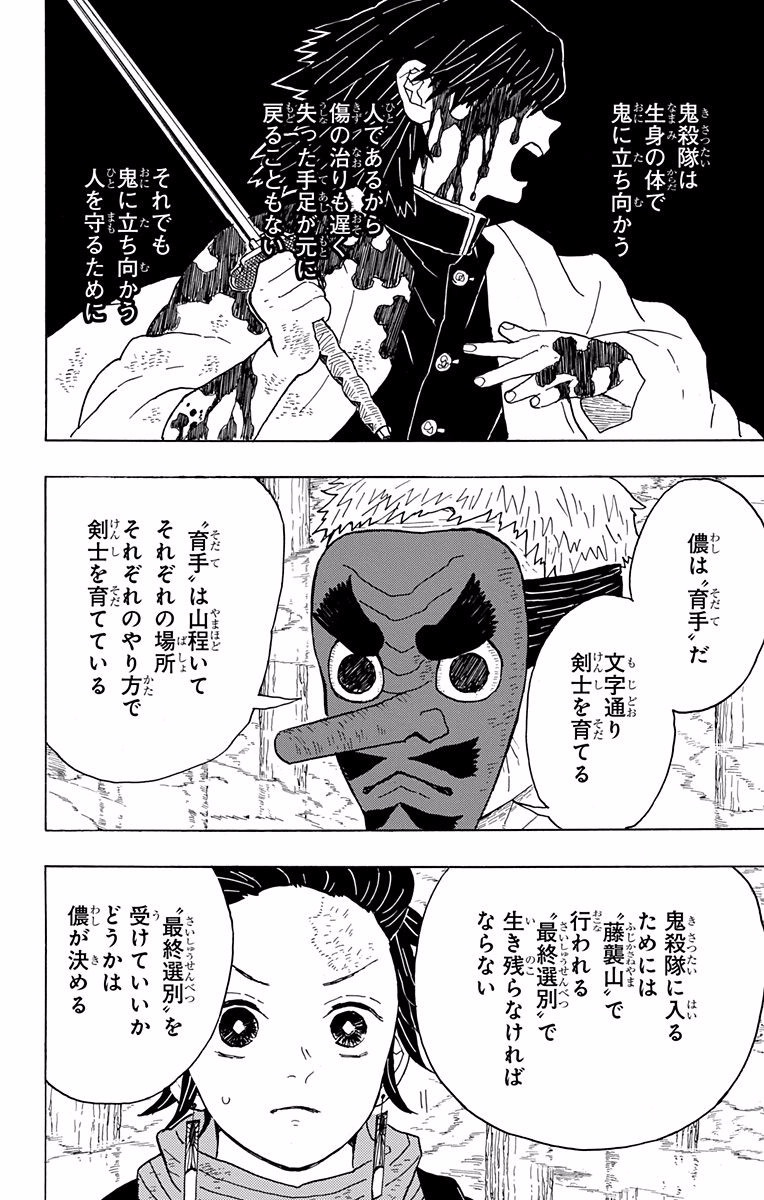 鬼殺隊は
生身の体で
鬼に立ち向かう
人であるから
傷の治りも遅く
失った手足が元に
戻ることもない
それでも
鬼に立ち向かう
人を守るために
儂は〝育手〟だ
文字通り
剣士を育てる
〝育手〟は山程いて
それぞれの場所
それぞれのやり方で
剣士を育てている
鬼殺隊に入る
ためには
〝藤襲山〟で
行われる
〝最終選別〟で
生き残らなければ
ならない
〝最終選別〟を
受けていいか
どうかは
儂が決める